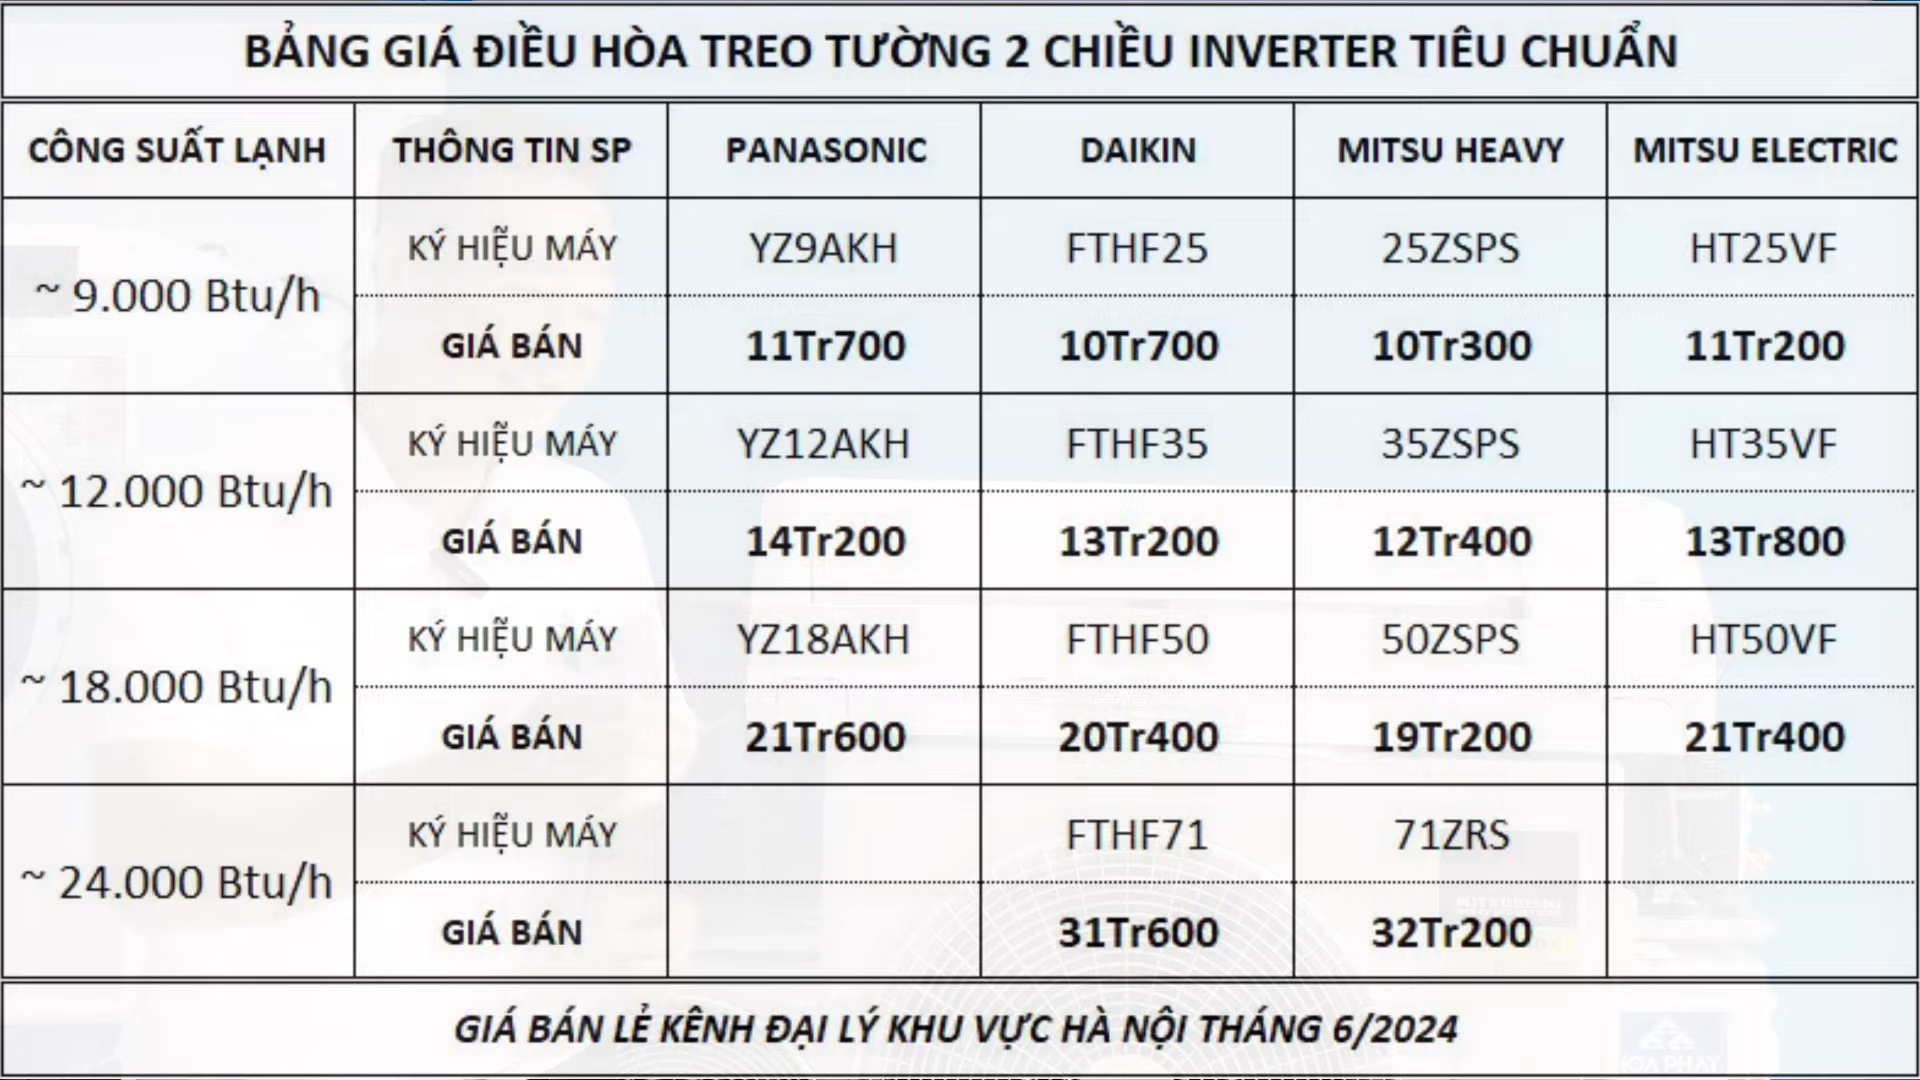 BẢNG GIÁ ĐIỀU HÒA TREO TƯỜNG 2 CHIỀU INVERTER TIÊU CHUẨN
CÔNG SUẤT LẠNH THÔNG TIN SP PANASONIC DAIKIN MITSU HEAVY MITSU ELECTRIC
~ 9.000 Btu/h
KÝ HIỆU MÁY YZ9AKH FTHF25 25ZSPS HT25VF
GIÁ BÁN 11Tr700 10Tr700 10Tr300 11Tr200
~ 12.000 Btu/h
KÝ HIỆU MÁY YZ12AKH FTHF35 35ZSPS HT35VF
GIÁ BÁN 14Tr200 13Tr200 12Tr400 13Tr800
~ 18.000 Btu/h
KÝ HIỆU MÁY YZ18AKH FTHF50 50ZSPS HT50VF
GIÁ BÁN 21Tr600 20Tr400 19Tr200 21Tr400
~ 24.000 Btu/h
KÝ HIỆU MÁY FTHF71 71ZRS
GIÁ BÁN 31Tr600 32Tr200
MITSUBISHI
GIÁ BÁN LẺ KÊNH ĐẠI LÝ KHU VỰC HÀ NỘI THÁNG 6/2024
HOA PHAT